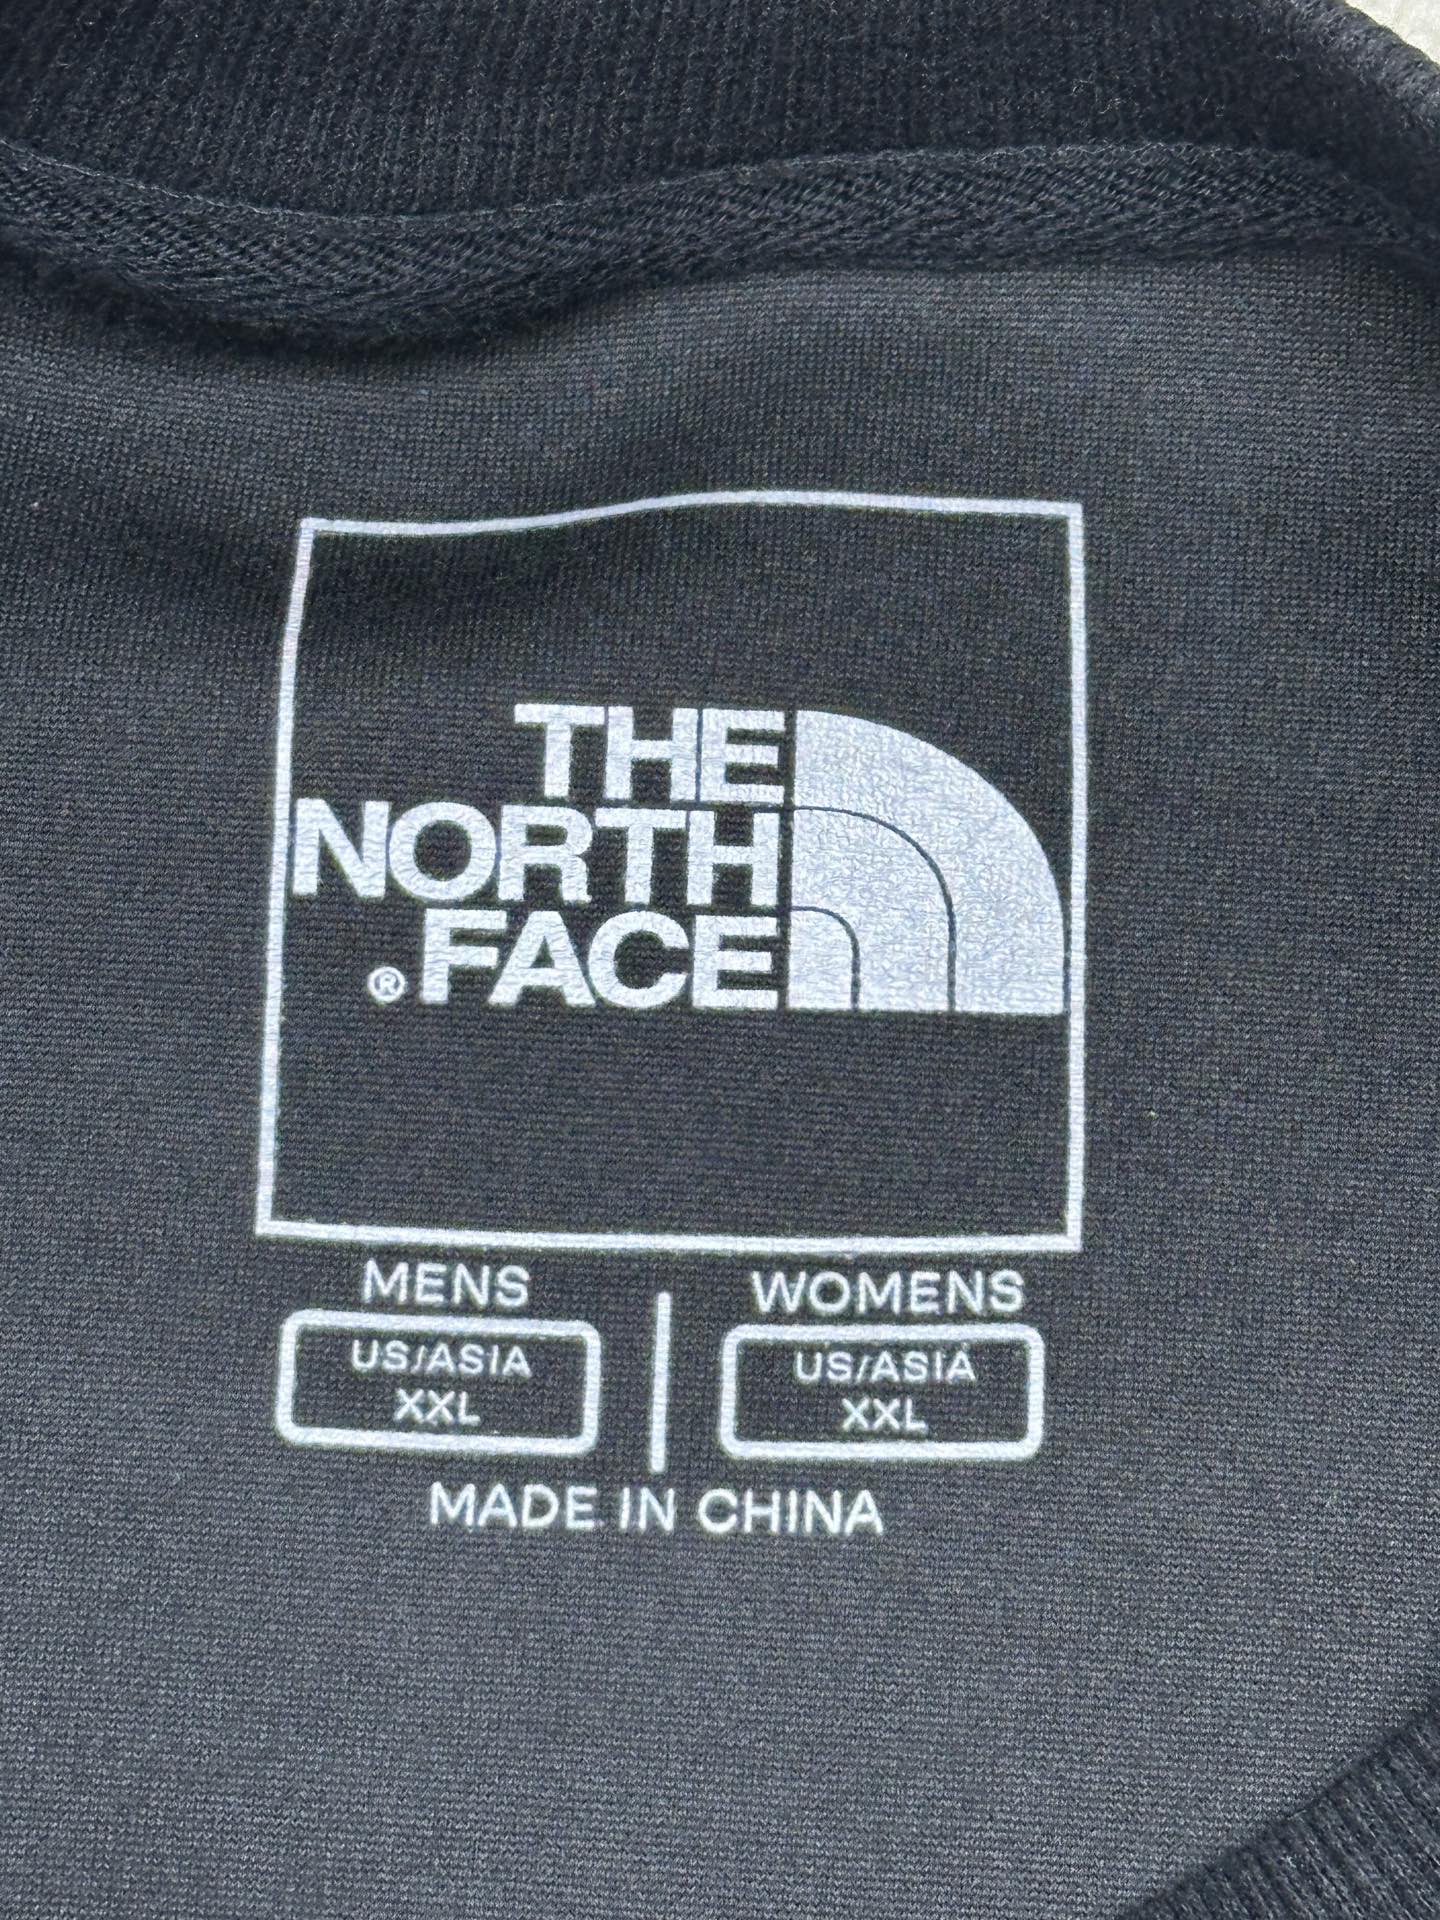 THE
NORTH
® FACE
MENS
US/ASIA
XXL
WOMENS
US/ASIA
XXL
MADE IN CHINA